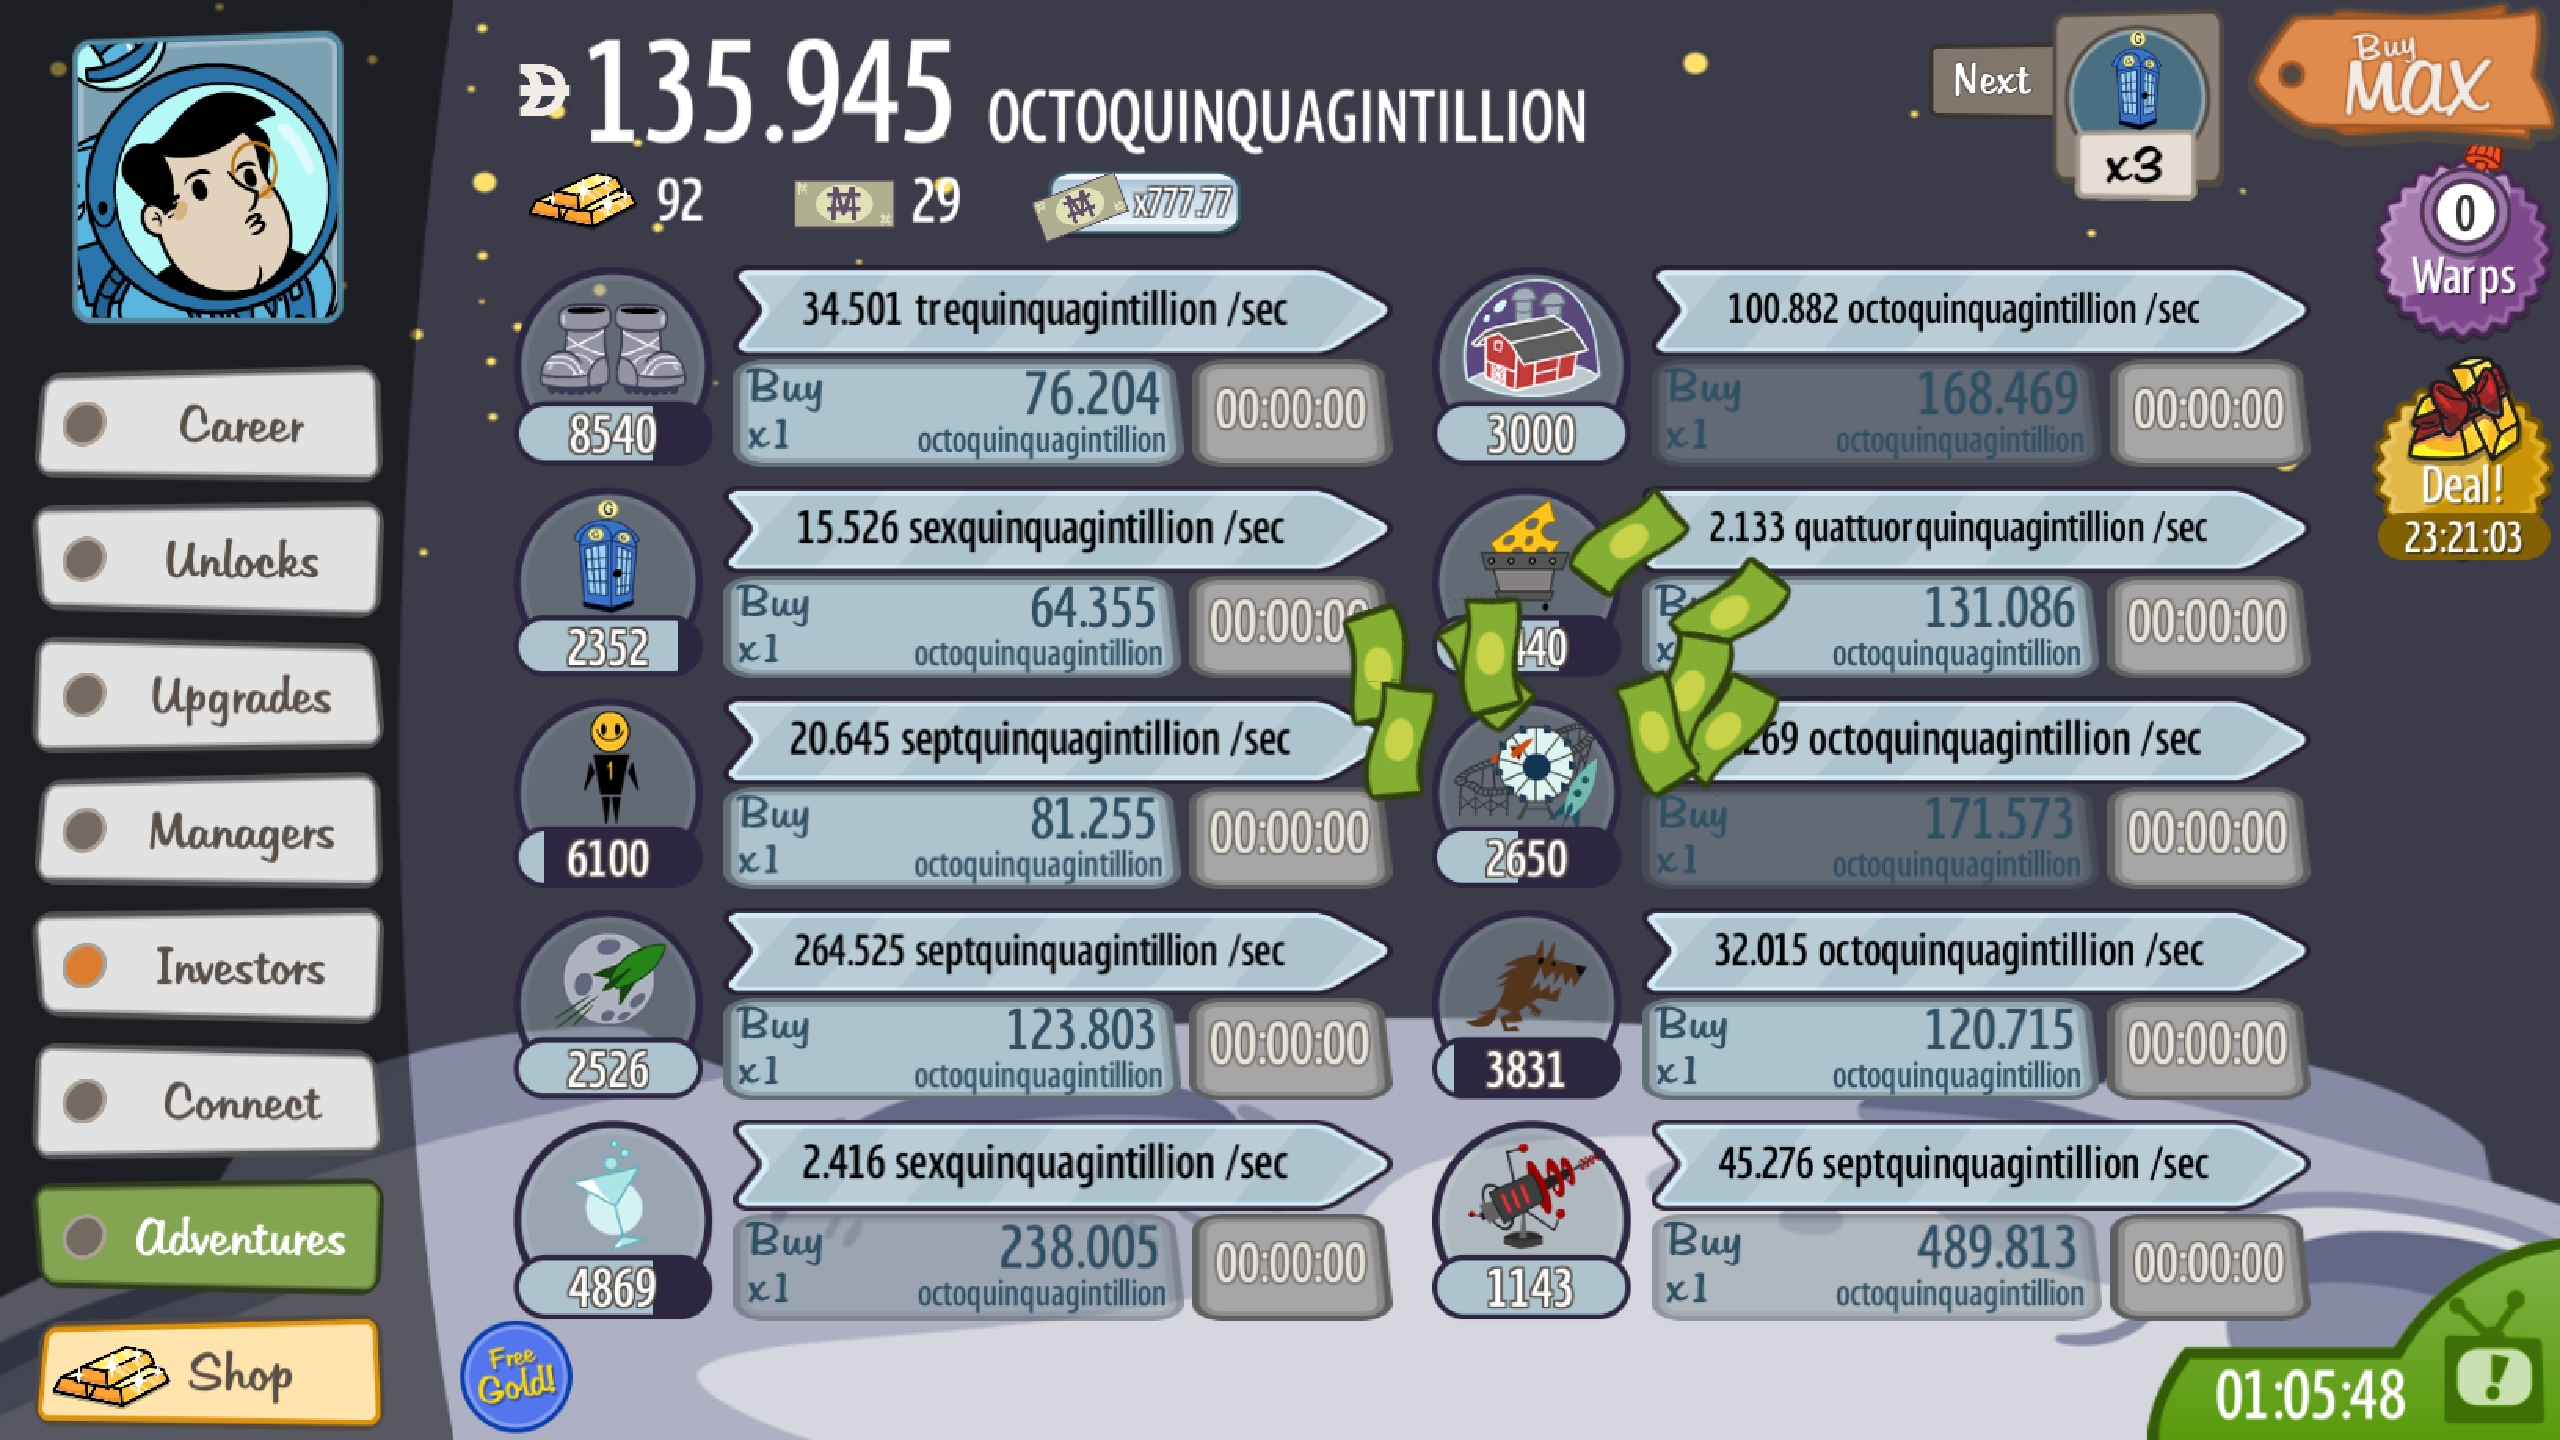 135.945 OCTOQUINQUAGINTILLION
Next
x3
Buy
MAX
92
29
x777.77
0
Warps
Deal!
23:21:03
Career
Unlocks
Upgrades
Managers
Investors
Connect
Adventures
Shop
Free
Gold!
34.501 trequinquagintillion /sec
8540
Buy
x1
76.204
octoquinquagintillion
00:00:00
100.882 octoquinquagintillion /sec
3000
Buy
x1
168.469
octoquinquagintillion
00:00:00
G
15.526 sexquinquagintillion /sec
2352
Buy
x1
64.355
octoquinquagintillion
00:00:00
2.133 quattuorquinquagintillion /sec
131.086
octoquinquagintillion
00:00:00
20.645 septquinquagintillion /sec
1
6100
Buy
x1
81.255
octoquinquagintillion
00:00:00
octoquinquagintillion /sec
2650
Buy
x1
171.573
octoquinquagintillion
00:00:00
264.525 septquinquagintillion /sec
2526
Buy
x1
123.803
octoquinquagintillion
00:00:00
32.015 octoquinquagintillion /sec
3831
Buy
x1
120.715
octoquinquagintillion
00:00:00
2.416 sexquinquagintillion /sec
4869
Buy
x1
238.005
octoquinquagintillion
00:00:00
45.276 septquinquagintillion /sec
1143
Buy
x1
489.813
octoquinquagintillion
00:00:00
01:05:48